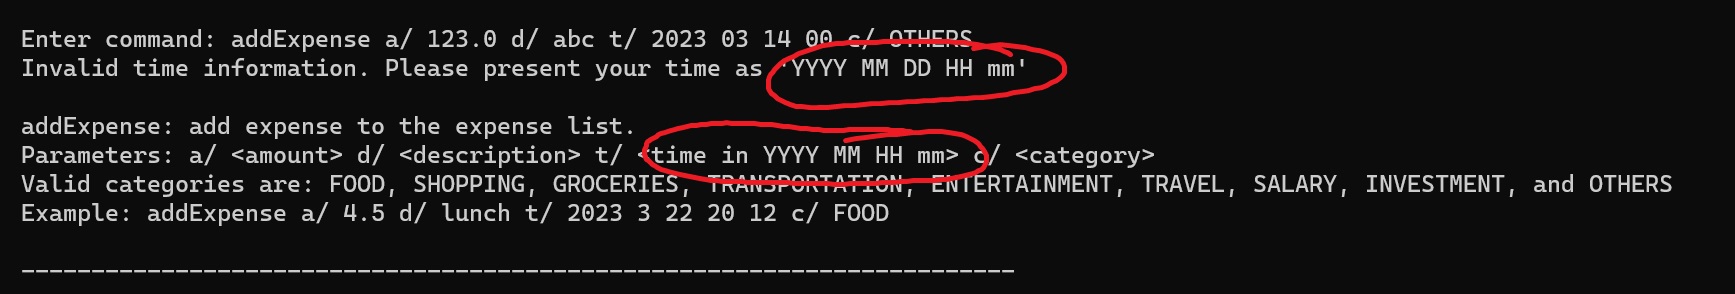 Enter command: addExpense a/ 123.0 d/ abc t/ 2023 03 14 00 c/ OTHERS
Invalid time information. Please present your time as 'YYYY MM DD HH mm'
addExpense: add expense to the expense list.
Parameters: a/ <amount> d/ <description> t/ <time in YYYY MM HH mm> c/ <category>
Valid categories are: FOOD, SHOPPING, GROCERIES, TRANSPORTATION, ENTERTAINMENT, TRAVEL, SALARY, INVESTMENT, and OTHERS
Example: addExpense a/ 4.5 d/ lunch t/ 2023 3 22 20 12 c/ FOOD